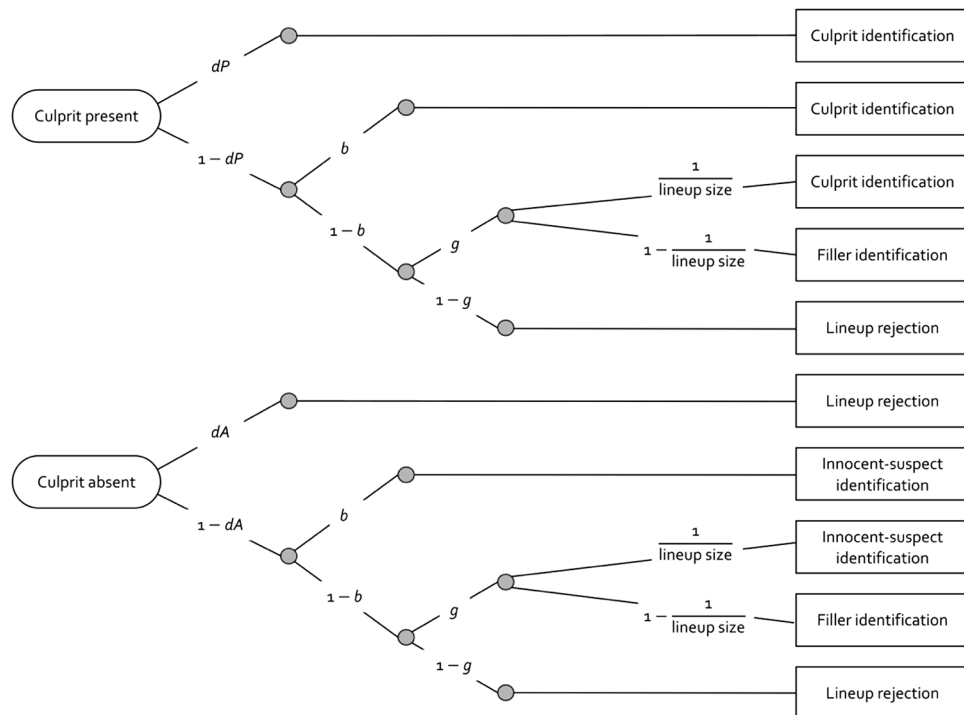 Culprit present
dP
1 – dP
b
1 – b
g
1 – g
1
lineup size
1 –
1
lineup size
Culprit identification
Culprit identification
Culprit identification
Filler identification
Lineup rejection
Culprit absent
dA
1 – dA
b
1 – b
g
1 – g
1
lineup size
1 –
1
lineup size
Lineup rejection
Innocent-suspect
identification
Innocent-suspect
identification
Filler identification
Lineup rejection